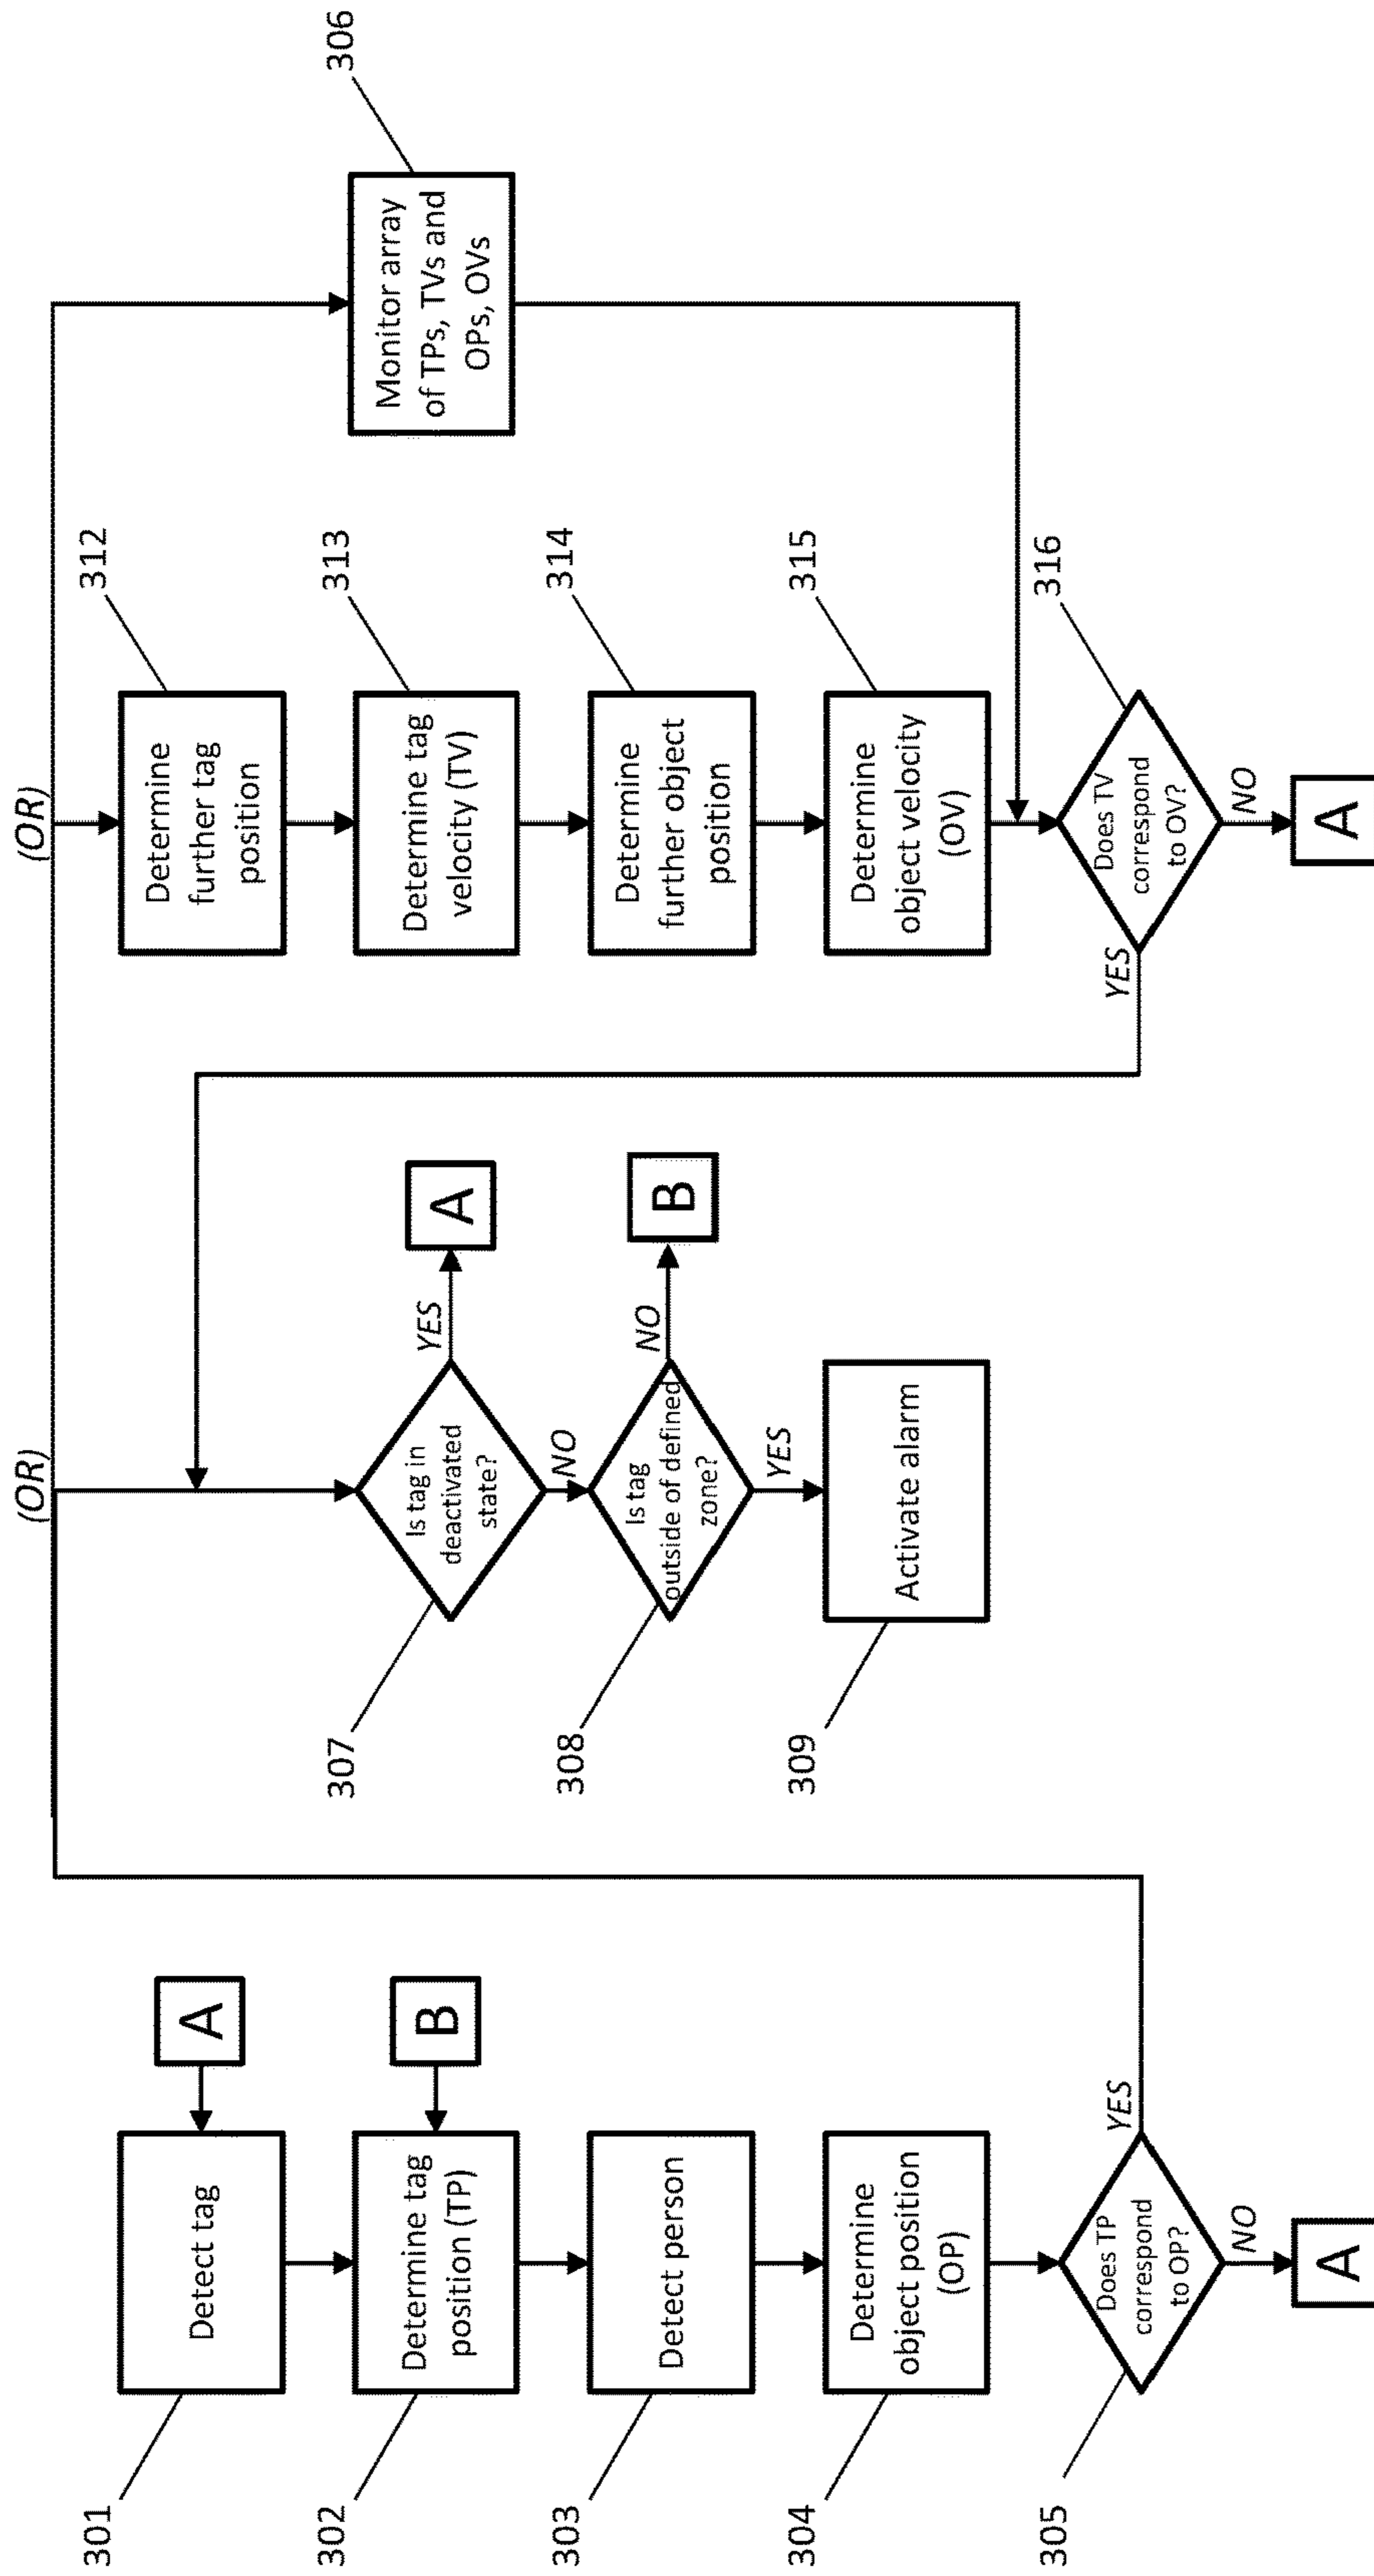 301
Detect tag
A
302
Determine tag
position (TP)
B
303
Detect person
304
Determine
object position
(OP)
305
Does TP
correspond
to OP?
YES
NO
A
(OR)
307
Is tag in
deactivated
state?
YES
A
NO
308
Is tag
outside of defined
zone?
NO
B
YES
309
Activate alarm
(OR)
312
Determine
further tag
position
313
Determine tag
velocity (TV)
314
Determine
further object
position
315
Determine
object velocity
(OV)
316
Does TV
correspond
to OV?
YES
NO
A
306
Monitor array
of TPs, TVs and
OPs, OVs